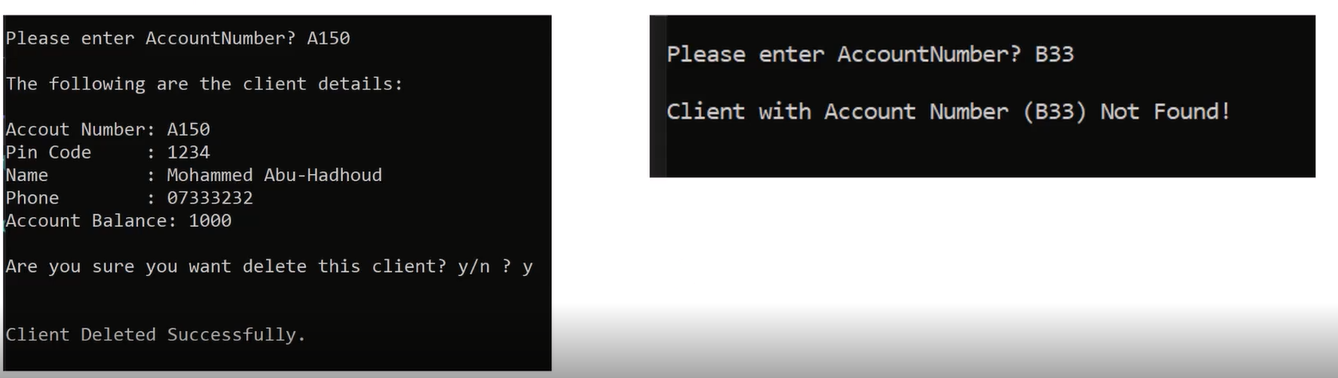 Please enter AccountNumber? A150
The following are the client details:
Accout Number: A150
Pin Code     : 1234
Name         : Mohammed Abu-Hadhoud
Phone        : 07333232
Account Balance: 1000
Are you sure you want delete this client? y/n ? y
Client Deleted Successfully.
Please enter AccountNumber? B33
Client with Account Number (B33) Not Found!